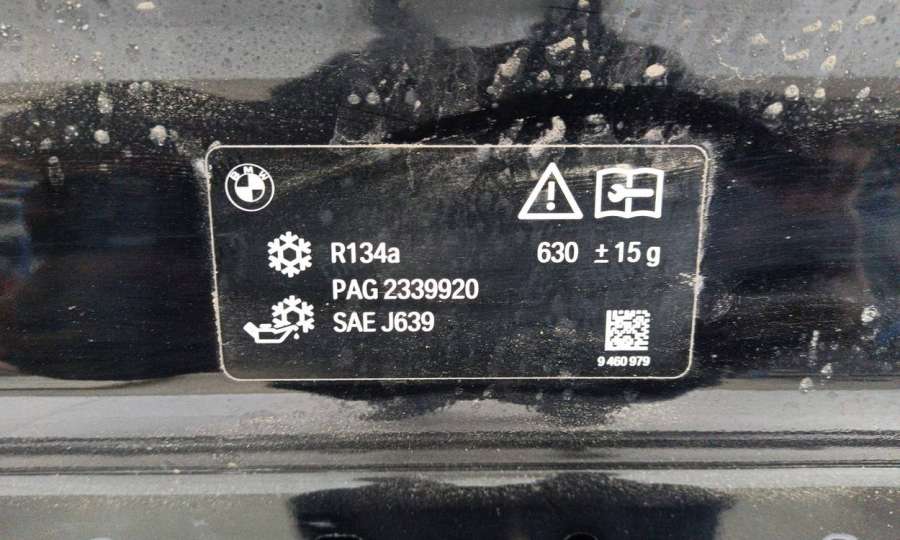 BMW
R134a 630 ± 15 g
PAG 2339920
SAE J639
9 460 979